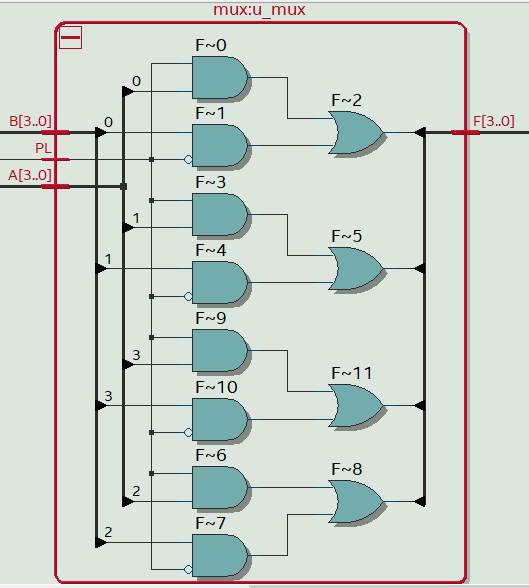 mux:u_mux
F~0
0
F~2
F~1
B[3..0]
0
F[3..0]
PL
A[3..0]
F~3
1
F~5
F~4
1
F~9
3
F~11
F~10
3
F~6
F~8
2
F~7
2